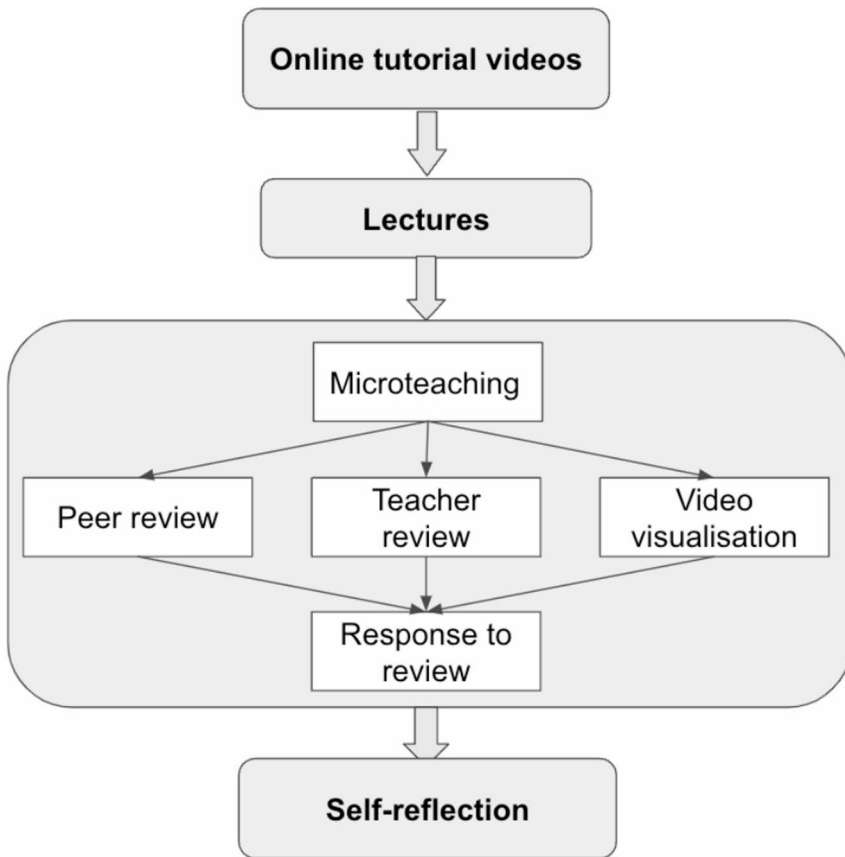 Online tutorial videos
Lectures
Microteaching
Peer review
Teacher
review
Video
visualisation
Response to
review
Self-reflection